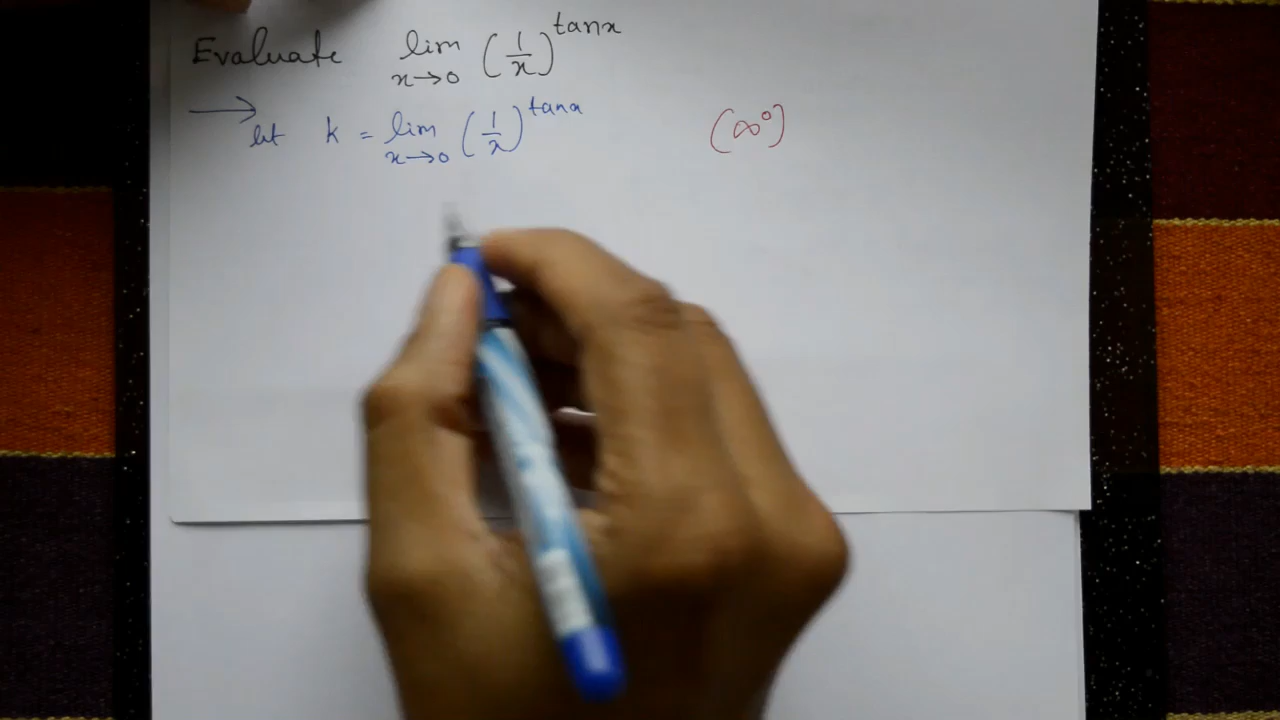 Evaluate lim x→0 (1/x)^tanx
→ let k = lim x→0 (1/x)^tanx (∞⁰)